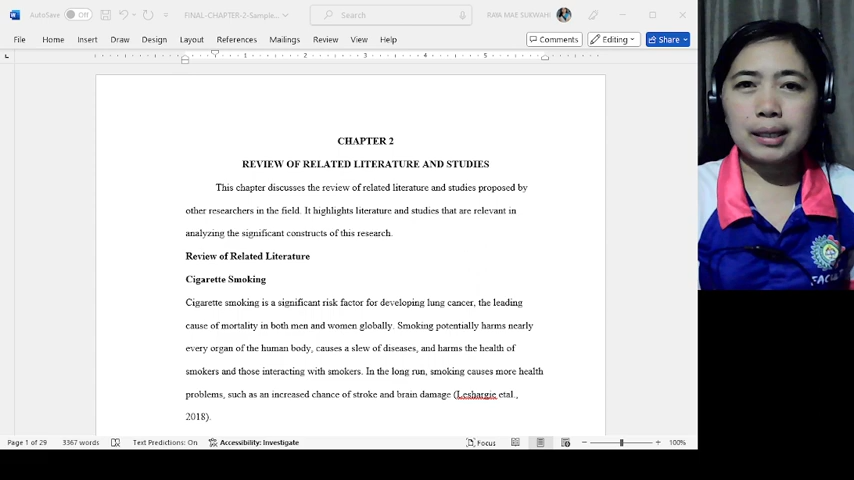 AutoSave Off FINAL-CHAPTER-2-Sample... Search
File Home Insert Draw Design Layout References Mailings Review View Help Comments Editing Share
1 2 3 4 5
CHAPTER 2
REVIEW OF RELATED LITERATURE AND STUDIES
This chapter discusses the review of related literature and studies proposed by
other researchers in the field. It highlights literature and studies that are relevant in
analyzing the significant constructs of this research.
Review of Related Literature
Cigarette Smoking
Cigarette smoking is a significant risk factor for developing lung cancer, the leading
cause of mortality in both men and women globally. Smoking potentially harms nearly
every organ of the human body, causes a slew of diseases, and harms the health of
smokers and those interacting with smokers. In the long run, smoking causes more health
problems, such as an increased chance of stroke and brain damage (Leshargie etal.,
2018).
Page 1 of 29 3367 words Text Predictions: On Accessibility: Investigate Focus 100%